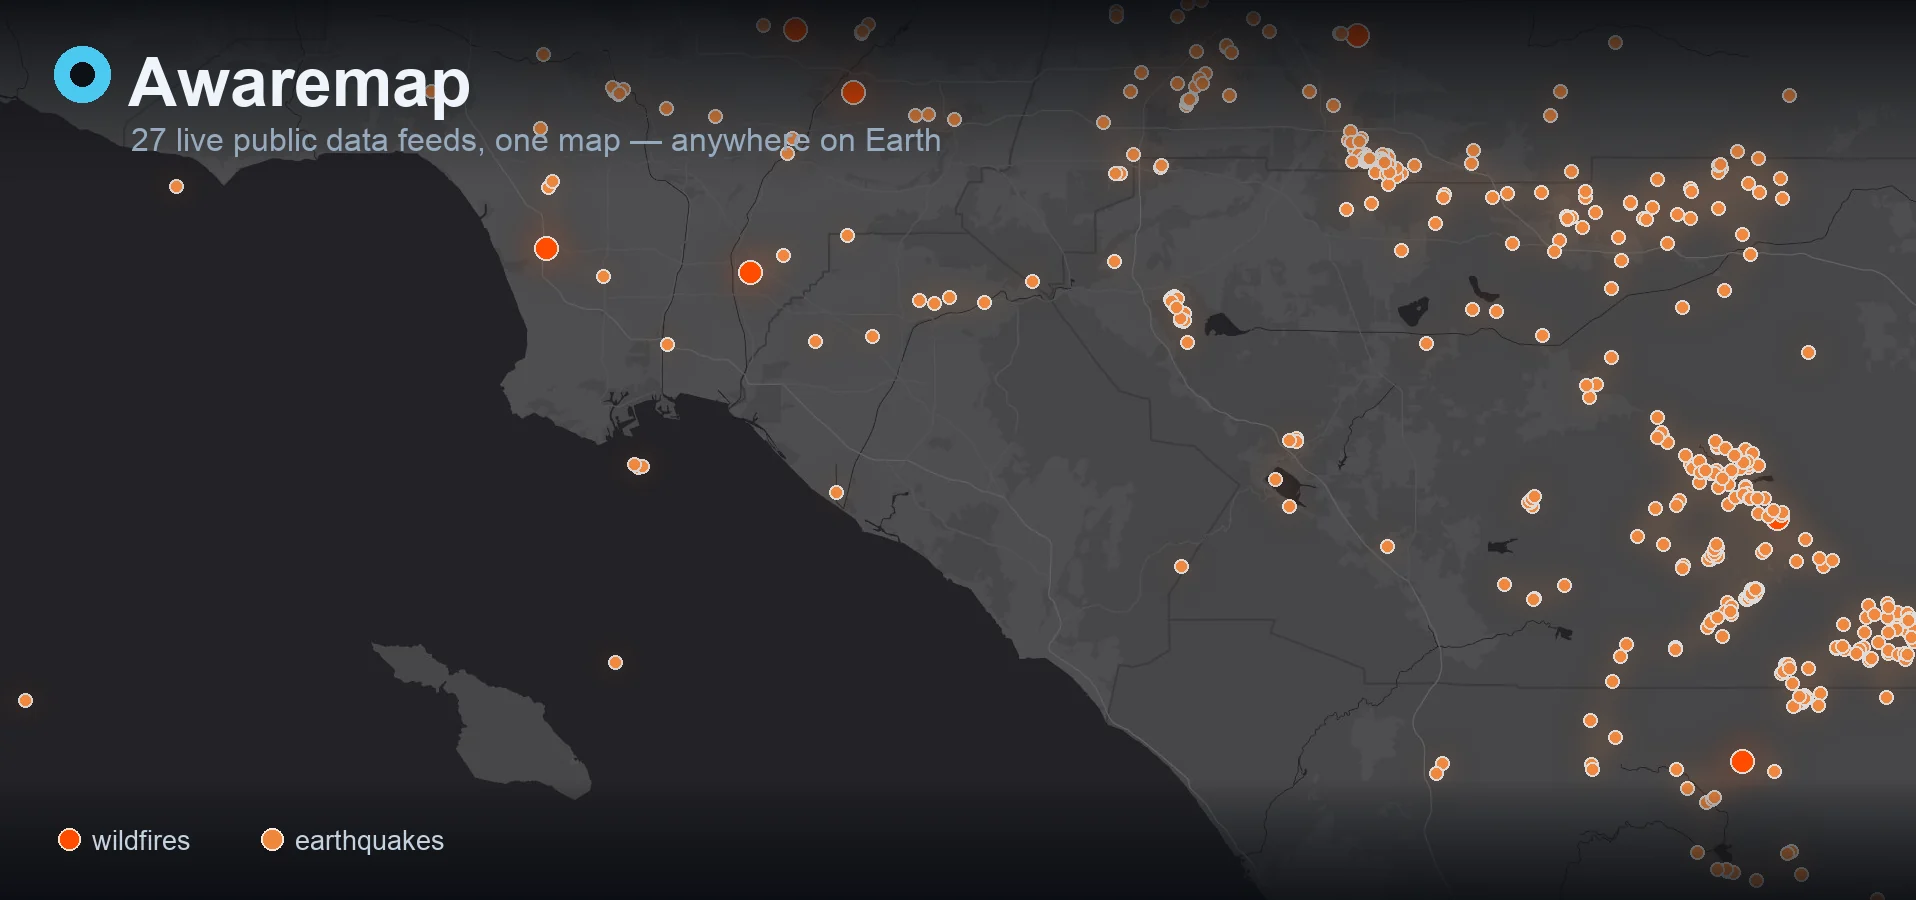 Awaremap
27 live public data feeds, one map — anywhere on Earth
wildfires
earthquakes